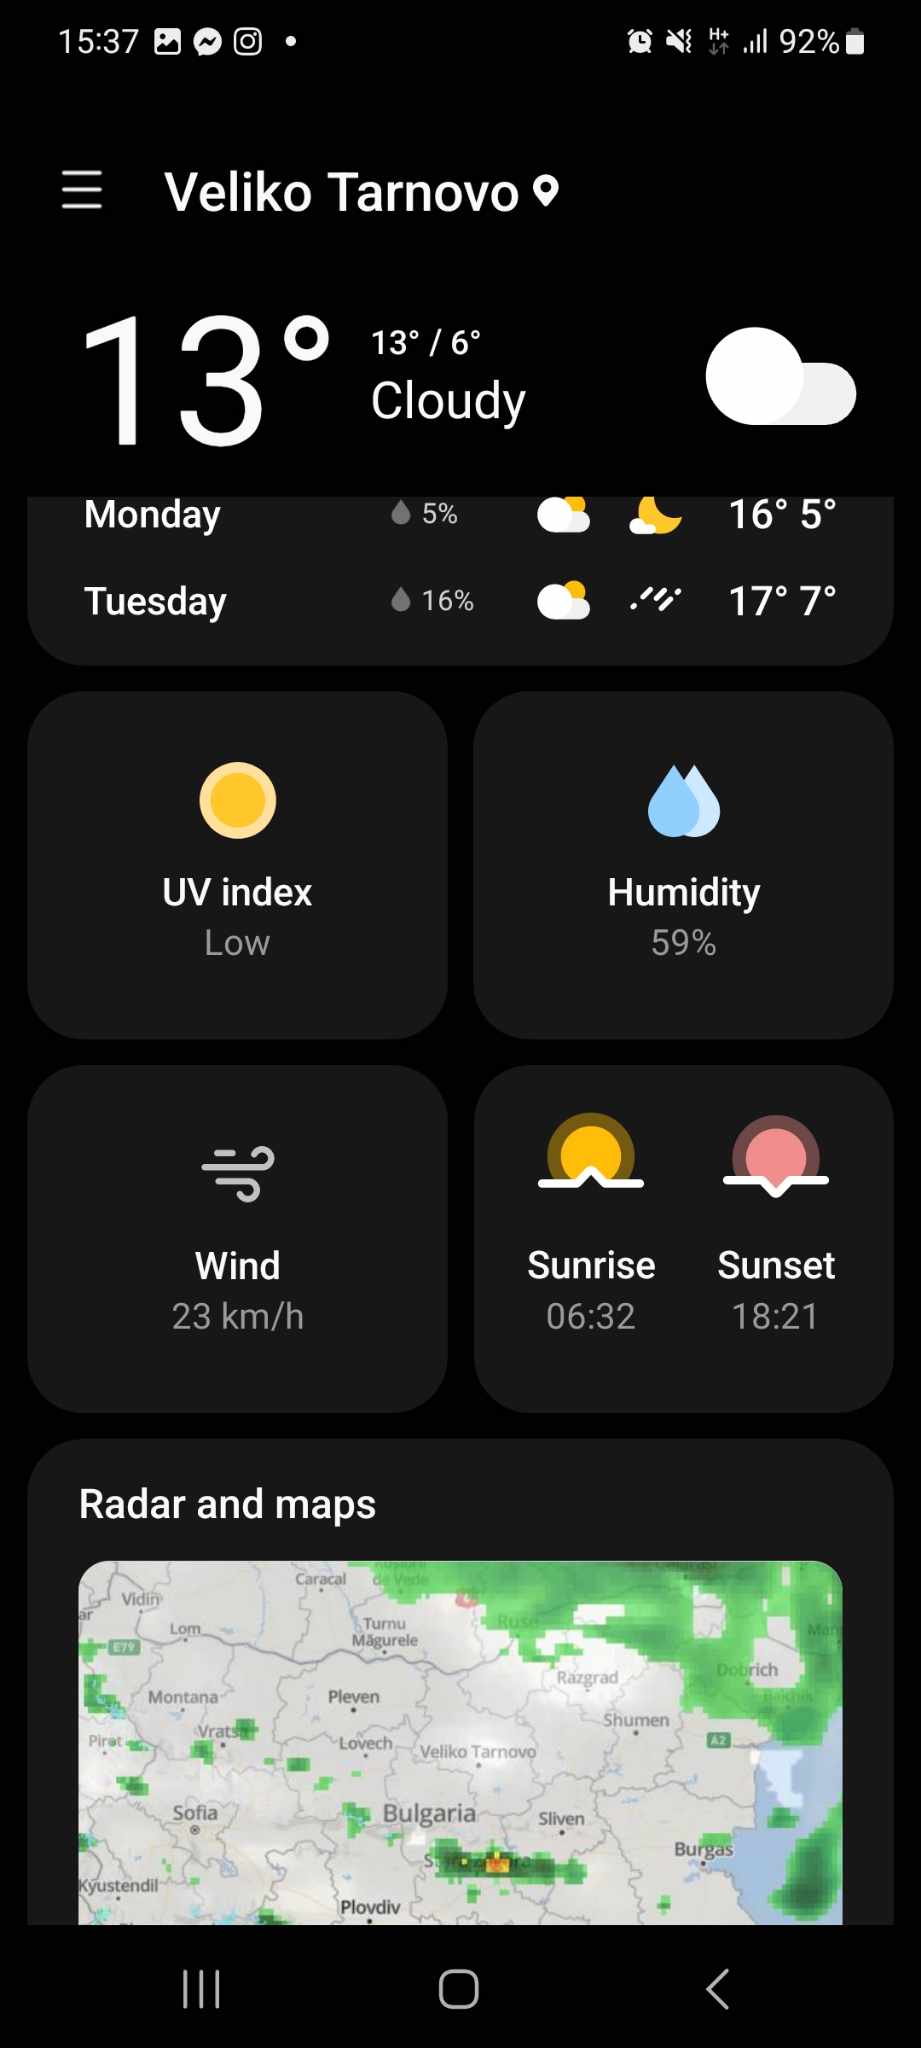 15:37 H+ 92%
Veliko Tarnovo
13° 13° / 6°
Cloudy
Monday 5% 16° 5°
Tuesday 16% 17° 7°
UV index
Low
Humidity
59%
Wind
23 km/h
Sunrise Sunset
06:32 18:21
Radar and maps
Caracal de Vede
Vidin
Lom Turnu Ruse
Măgurele
E79
Montana Pleven Razgrad Dobrich
Vratsa Shumen
Pirot Lovech Veliko Tarnovo A2
Sofia Bulgaria Sliven
Burgas
Kyustendil
Plovdiv